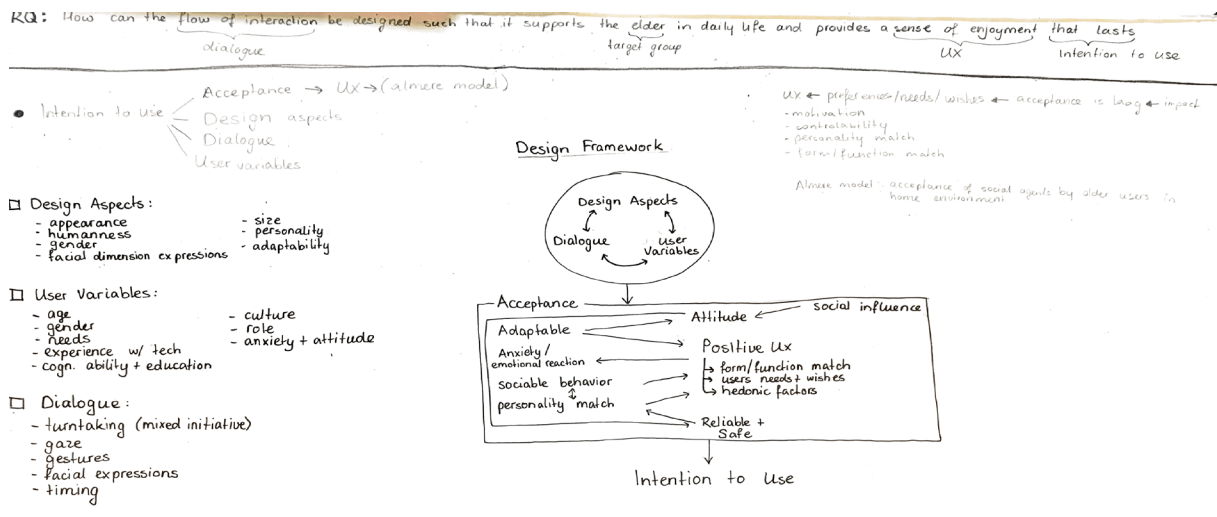 RQ: How can the flow of interaction be designed such that it supports the elder in daily life and provides a sense of enjoyment that lasts
dialogue
target group
UX
Intention to use
Intention to use
Acceptance → UX → (almere model)
Design aspects
Dialogue
User variables
UX ← preferences/needs/wishes ← acceptance is laag ← impact
- motivation
- controlability
- personality match
- form/function match
Almere model: acceptance of social agents by older users in
home environment
Design Aspects:
- appearance
- humanness
- gender
- facial dimension expressions
- size
- personality
- adaptability
User Variables:
- age
- gender
- needs
- experience w/ tech
- cogn. ability + education
- culture
- role
- anxiety + attitude
Dialogue:
- turntaking (mixed initiative)
- gaze
- gestures
- facial expressions
- timing
Design Framework
Design Aspects
Dialogue
User
Variables
Acceptance
social influence
Adaptable
Attitude
Anxiety/
emotional reaction
Positive Ux
form/function match
users needs + wishes
hedonic factors
sociable behavior
personality match
Reliable +
Safe
Intention to Use